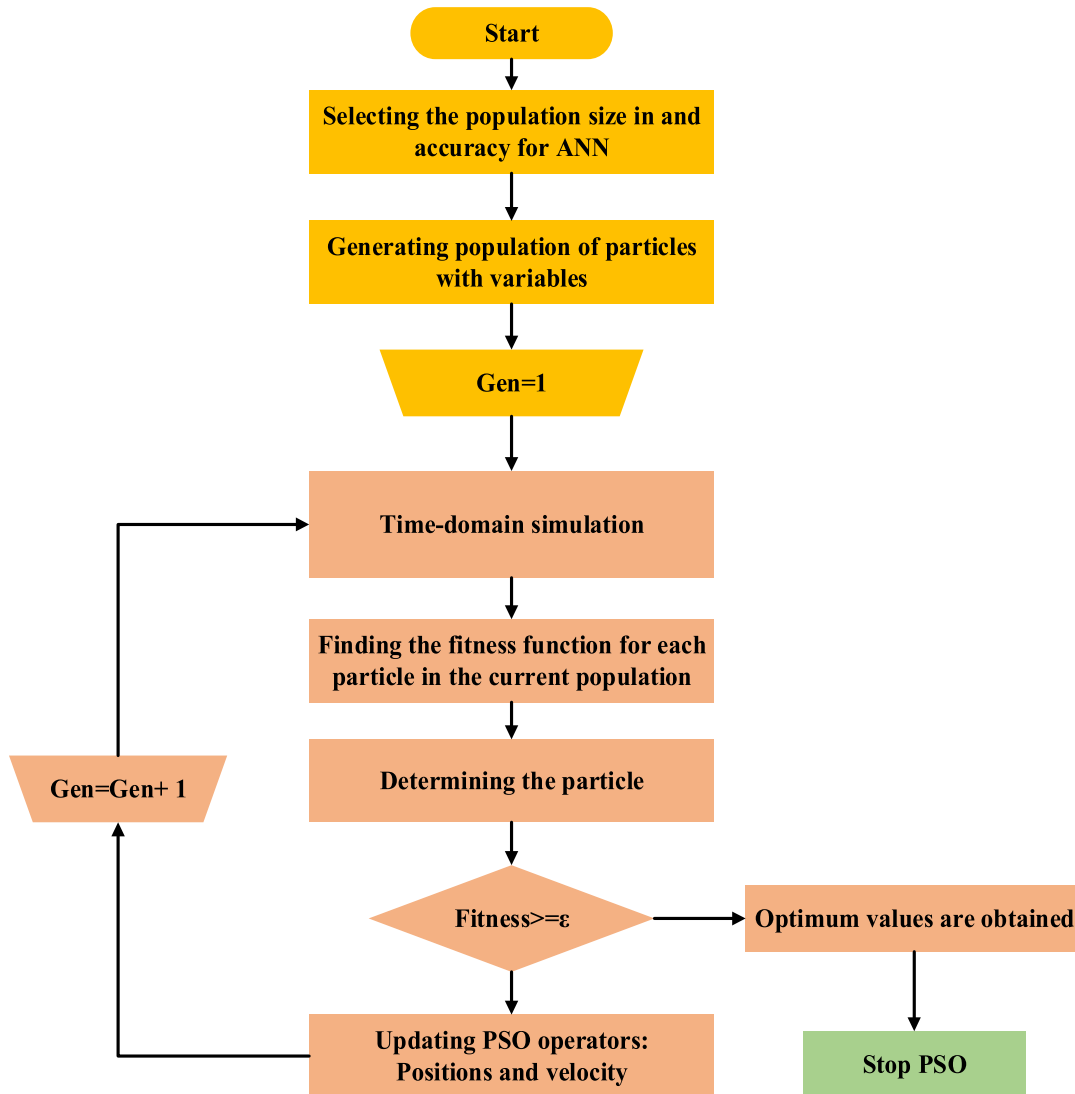 Start
Selecting the population size in and
accuracy for ANN
Generating population of particles
with variables
Gen=1
Time-domain simulation
Finding the fitness function for each
particle in the current population
Determining the particle
Gen=Gen+ 1
Fitness>=ε
Optimum values are obtained
Updating PSO operators:
Positions and velocity
Stop PSO